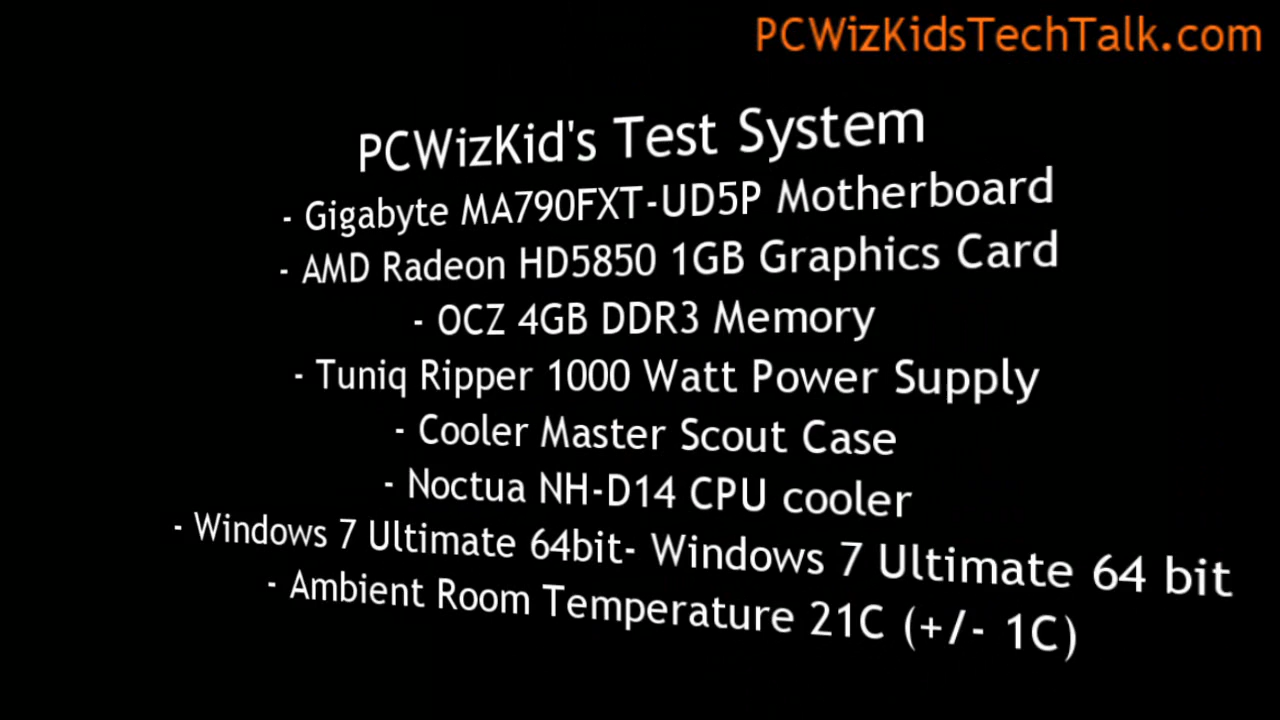 PCWizKidsTechTalk.com
PCWizKid's Test System
- Gigabyte MA790FXT-UD5P Motherboard
- AMD Radeon HD5850 1GB Graphics Card
- OCZ 4GB DDR3 Memory
- Tuniq Ripper 1000 Watt Power Supply
- Cooler Master Scout Case
- Noctua NH-D14 CPU cooler
- Windows 7 Ultimate 64bit- Windows 7 Ultimate 64 bit
- Ambient Room Temperature 21C (+/- 1C)